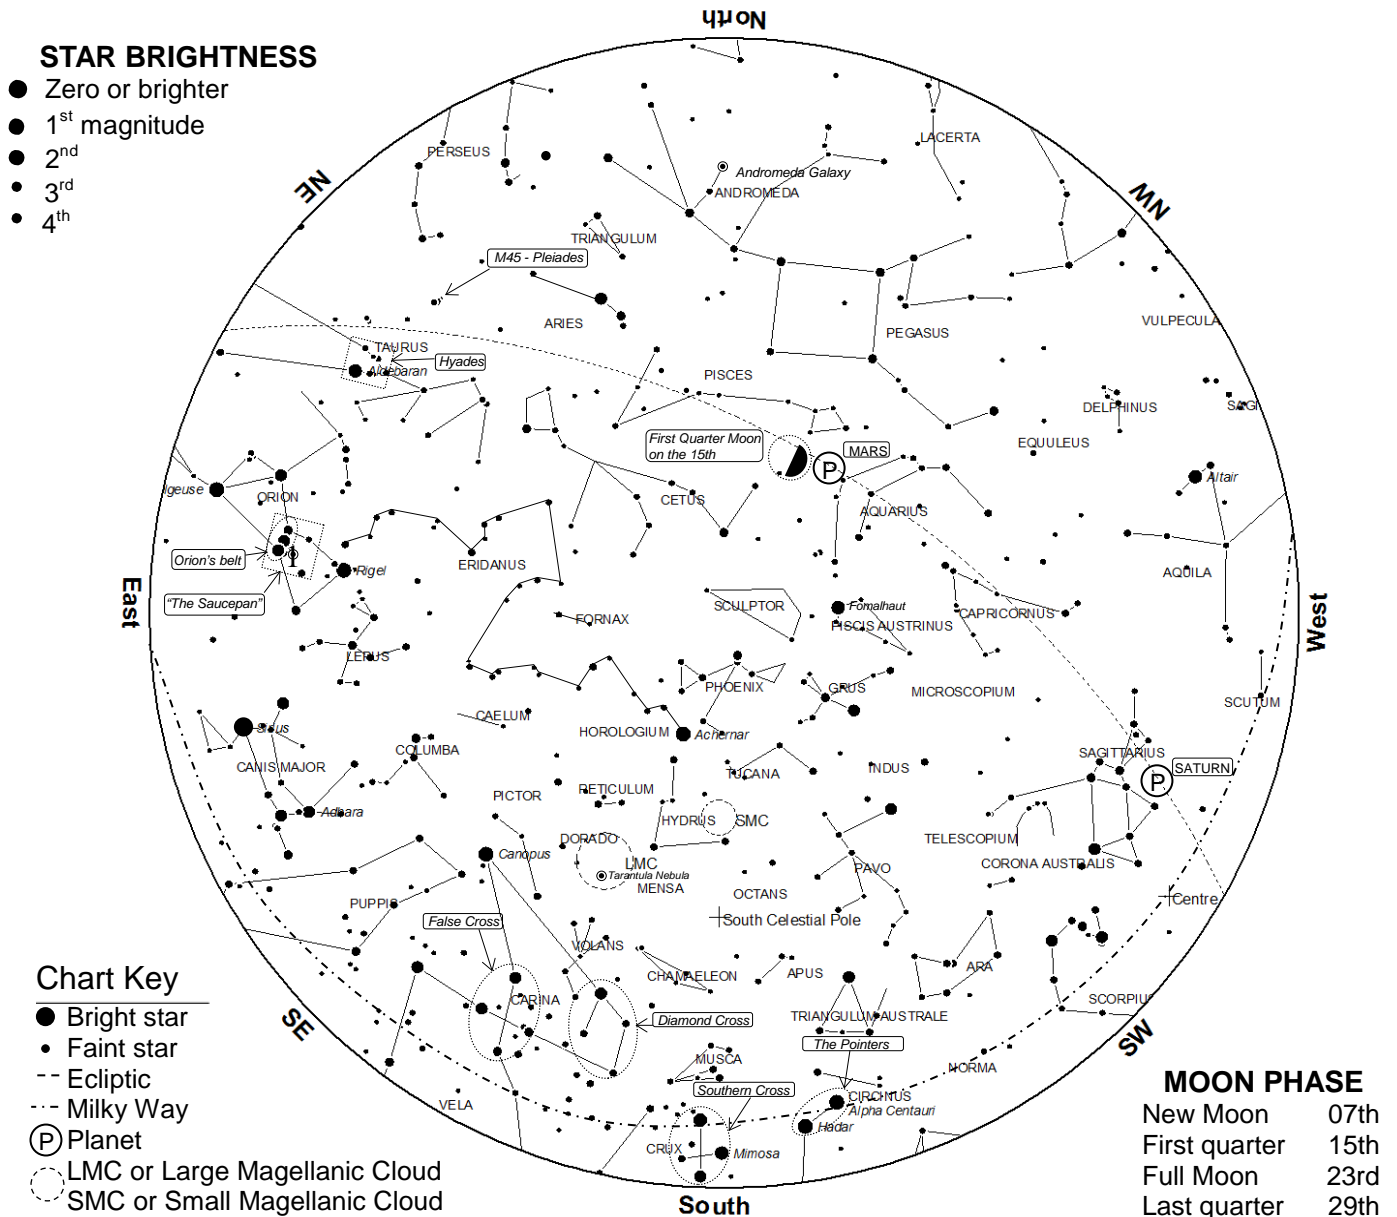 North
STAR BRIGHTNESS
Zero or brighter
1st magnitude
2nd
3rd
4th
NE
NW
PERSEUS
LACERTA
Andromeda Galaxy
ANDROMEDA
TRIANGULUM
M45 - Pleiades
ARIES
PEGASUS
VULPECULA
TAURUS
Hyades
Aldebaran
PISCES
DELPHINUS
SAGI
EQUULEUS
First Quarter Moon
on the 15th
MARS
P
Altair
lgeuse
ORION
CETUS
AQUARIUS
Orion's belt
ERIDANUS
Rigel
AQUILA
"The Saucepan"
East
West
FORNAX
SCULPTOR
Fomalhaut
PISCIS AUSTRINUS
CAPRICORNUS
LEPUS
PHOENIX
GRUS
MICROSCOPIUM
SCUTUM
CAELUM
Sirius
HOROLOGIUM
Achernar
COLUMBA
CANIS MAJOR
TUCANA
INDUS
SAGITTARIUS
SATURN
P
PICTOR
RETICULUM
Adhara
HYDRUS
SMC
DORADO
TELESCOPIUM
Canopus
LMC
Tarantula Nebula
MENSA
OCTANS
PAVO
CORONA AUSTRALIS
PUPPIS
False Cross
South Celestial Pole
Centre
VOLANS
CHAMAELEON
APUS
ARA
CARINA
SCORPIU
Diamond Cross
TRIANGULUM AUSTRALE
The Pointers
SE
SW
MUSCA
NORMA
Southern Cross
VELA
CIRCINUS
Alpha Centauri
Hadar
CRUX
Mimosa
South
Chart Key
Bright star
Faint star
Ecliptic
Milky Way
P Planet
LMC or Large Magellanic Cloud
SMC or Small Magellanic Cloud
MOON PHASE
New Moon 07th
First quarter 15th
Full Moon 23rd
Last quarter 29th